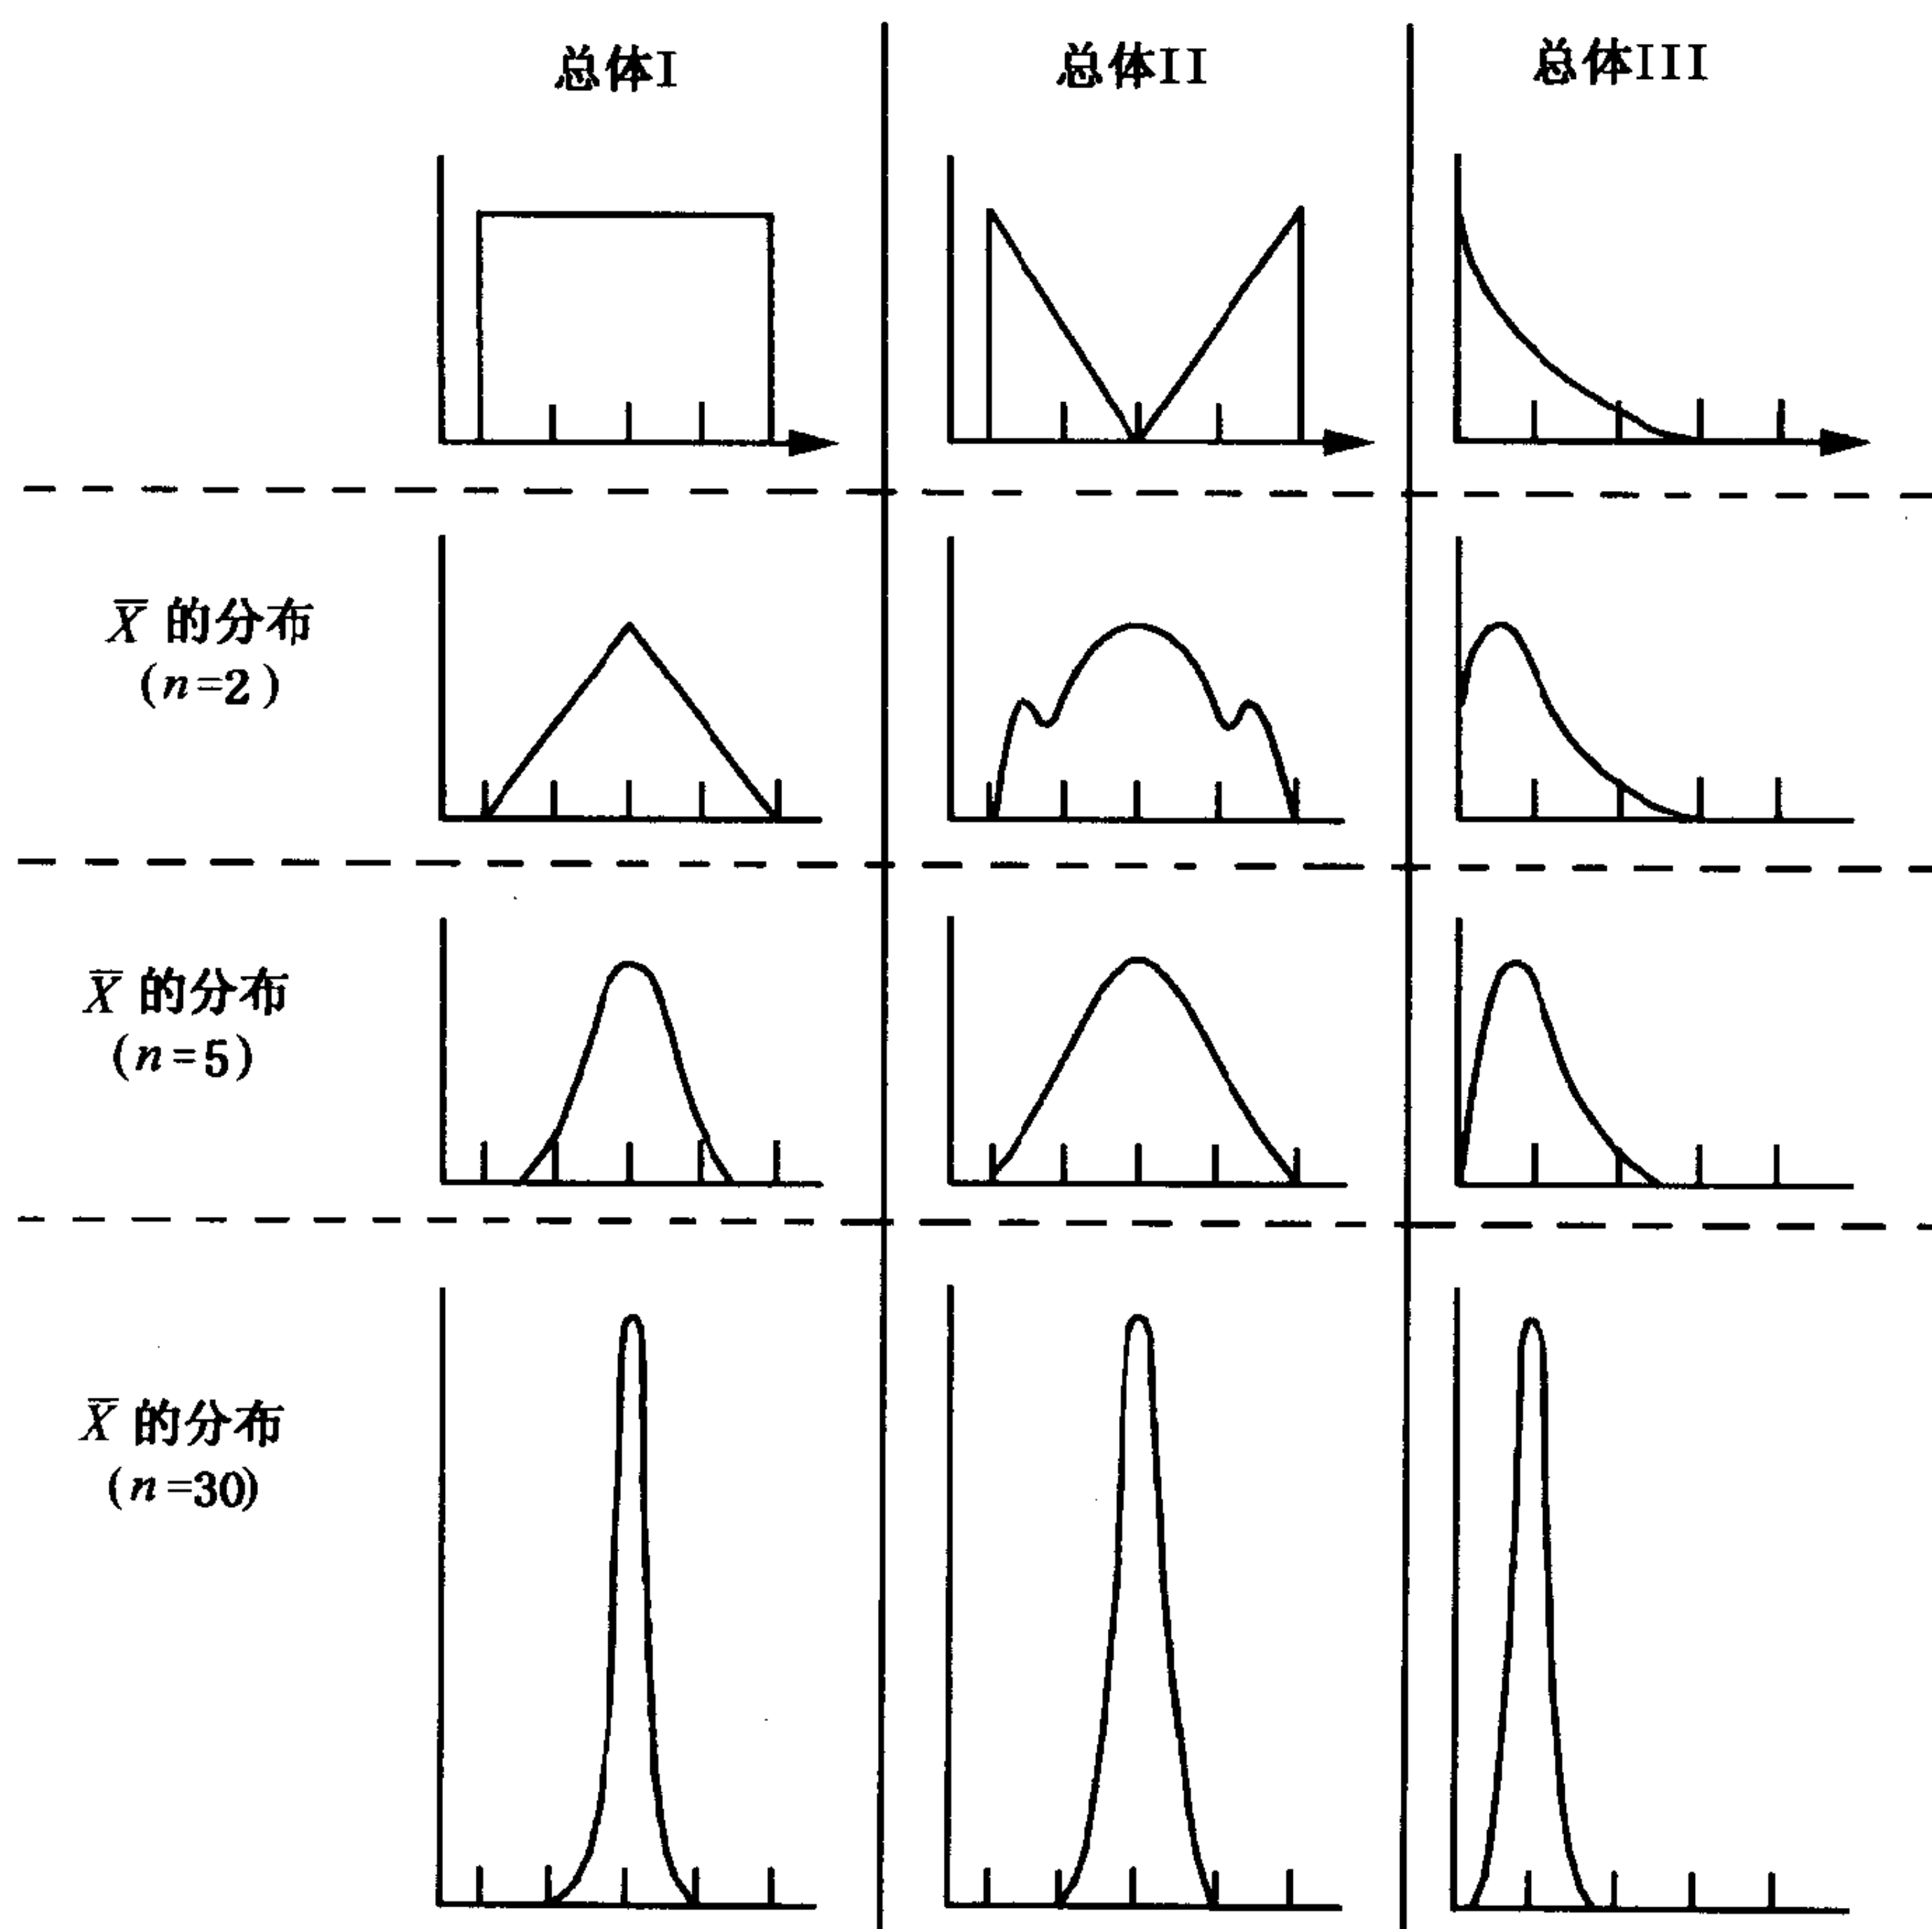 总体I
总体II
总体III
X̄ 的分布
(n=2)
X̄ 的分布
(n=5)
X̄ 的分布
(n=30)